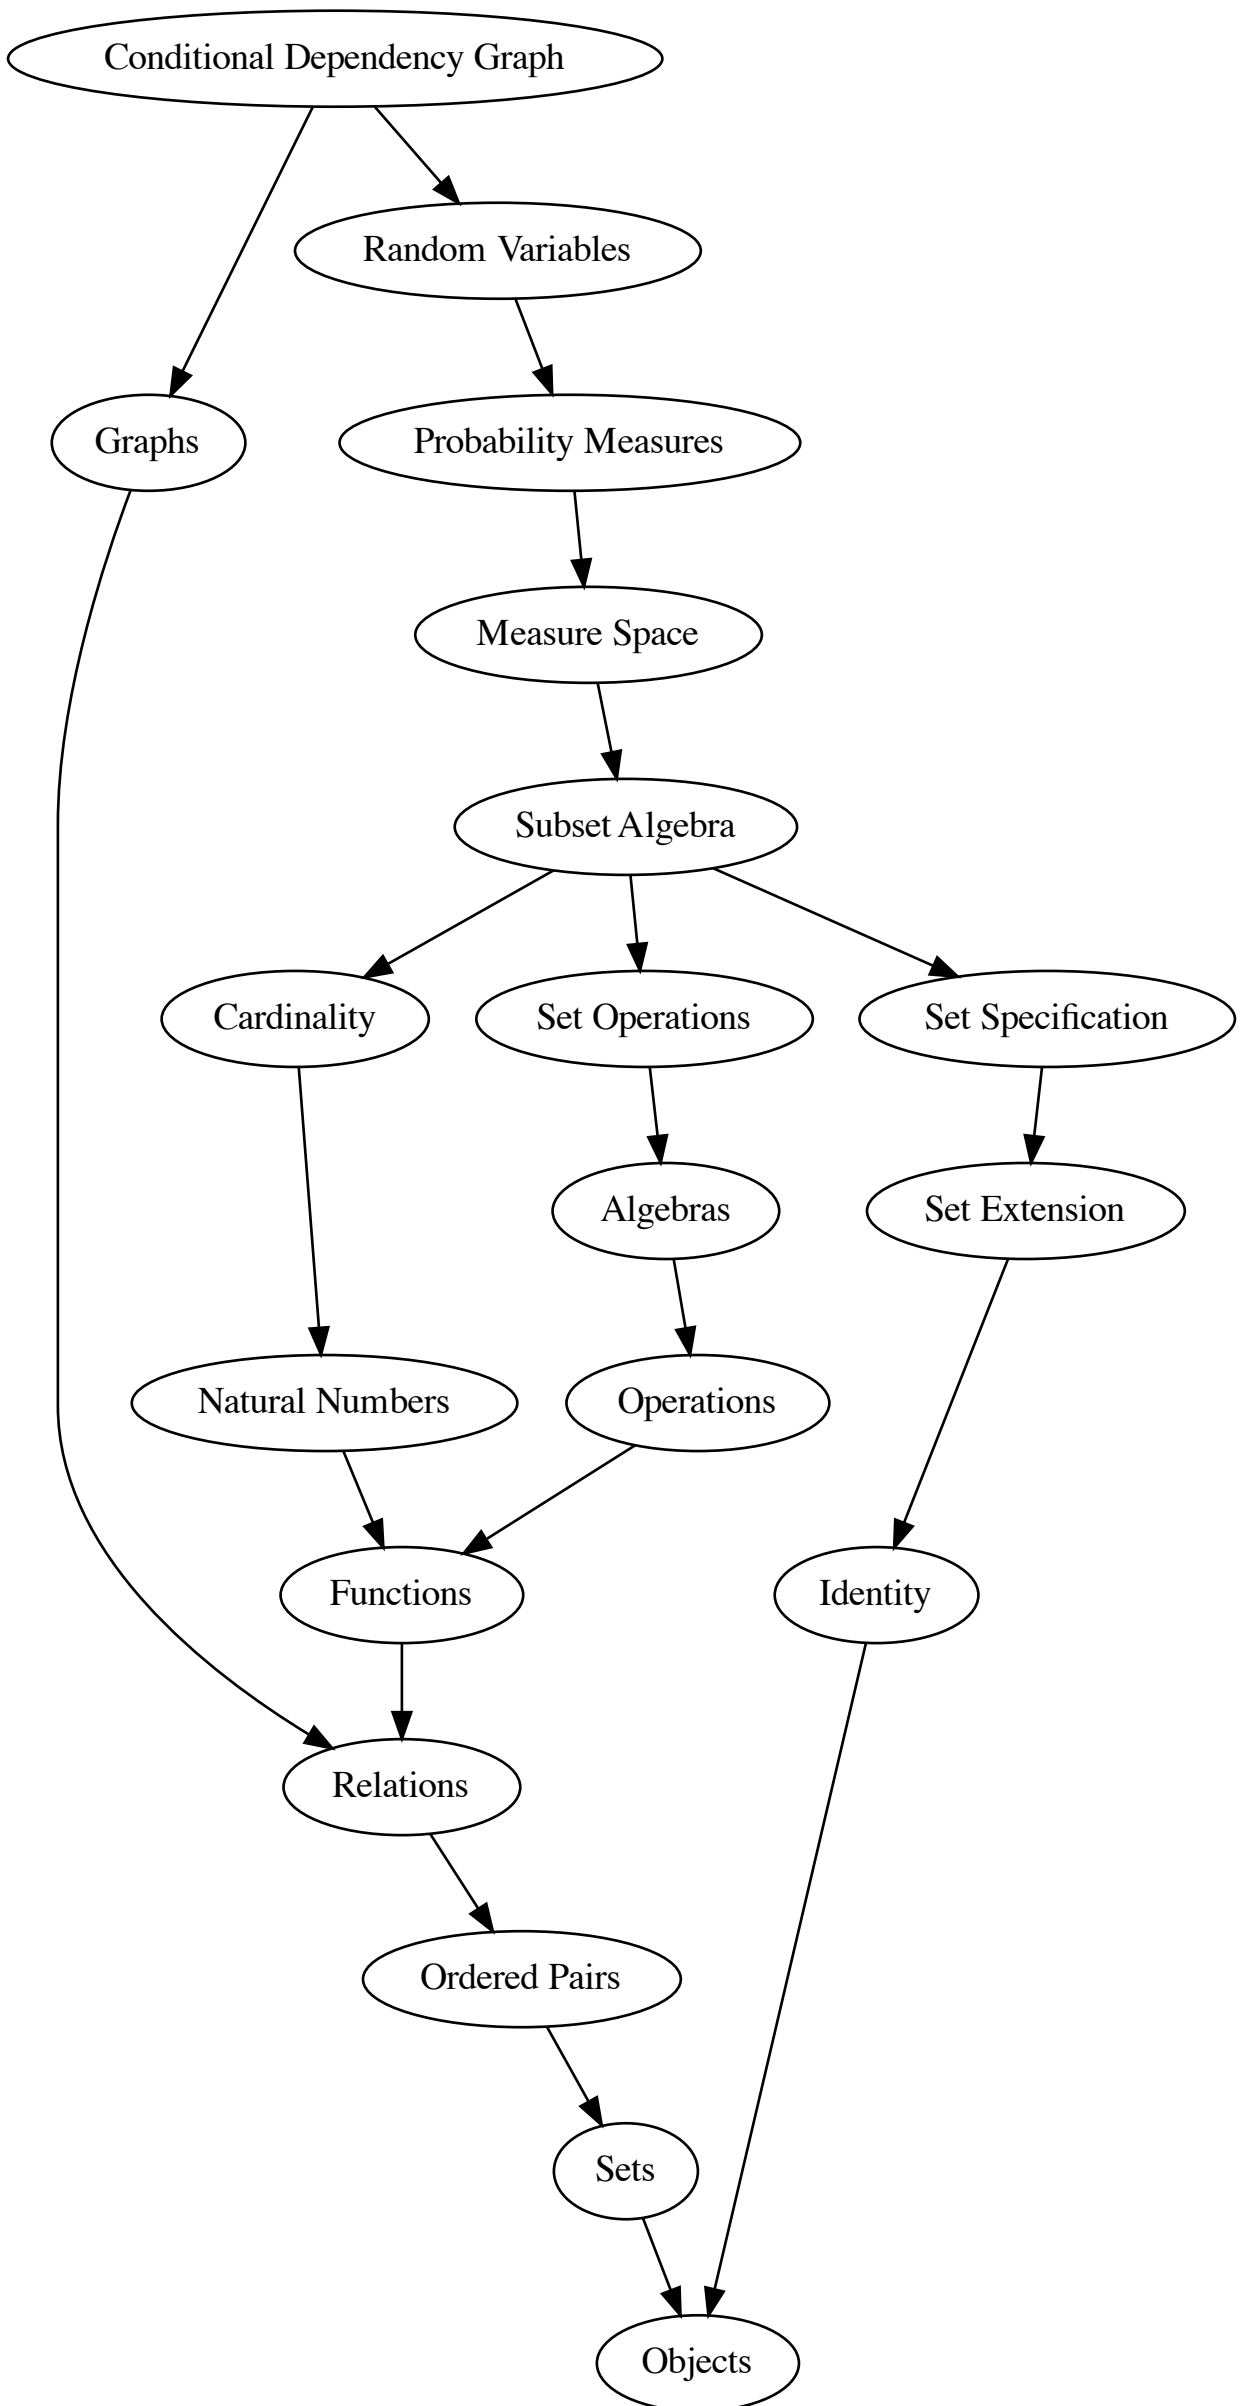 Conditional Dependency Graph
Random Variables
Graphs
Probability Measures
Measure Space
Subset Algebra
Cardinality
Set Operations
Set Specification
Algebras
Set Extension
Natural Numbers
Operations
Functions
Identity
Relations
Ordered Pairs
Sets
Objects